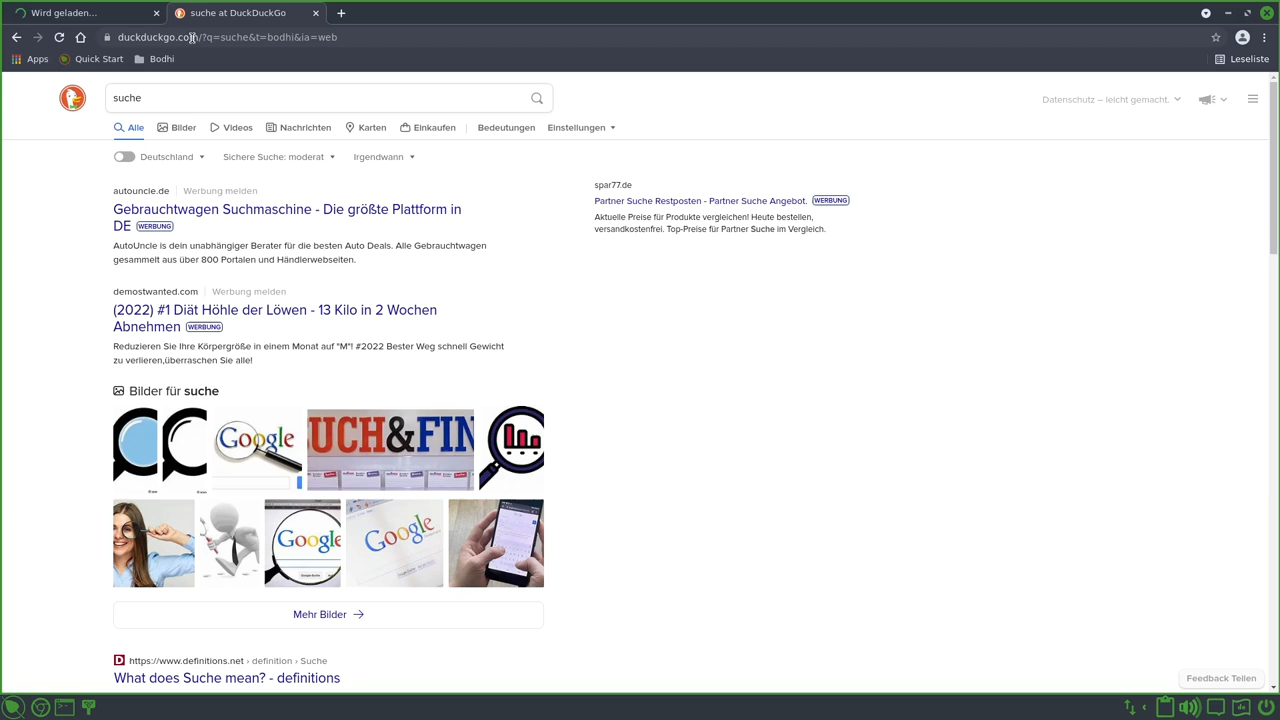 Wird geladen...
suche at DuckDuckGo
duckduckgo.com/?q=suche&t=bodhi&ia=web
Apps
Quick Start
Bodhi
Leseliste
suche
Datenschutz – leicht gemacht.
Alle
Bilder
Videos
Nachrichten
Karten
Einkaufen
Bedeutungen
Einstellungen
Deutschland
Sichere Suche: moderat
Irgendwann
autouncle.de
Werbung melden
Gebrauchtwagen Suchmaschine - Die größte Plattform in
DE WERBUNG
AutoUncle is dein unabhängiger Berater für die besten Auto Deals. Alle Gebrauchtwagen
gesammelt aus über 800 Portalen und Händlerwebseiten.
spar77.de
Partner Suche Restposten - Partner Suche Angebot. WERBUNG
Aktuelle Preise für Produkte vergleichen! Heute bestellen,
versandkostenfrei. Top-Preise für Partner Suche im Vergleich.
demostwanted.com
Werbung melden
(2022) #1 Diät Höhle der Löwen - 13 Kilo in 2 Wochen
Abnehmen WERBUNG
Reduzieren Sie Ihre Körpergröße in einem Monat auf "M"! #2022 Bester Weg schnell Gewicht
zu verlieren,überraschen Sie alle!
Bilder für suche
Google
UCH&FIN
Google
Google
Mehr Bilder
https://www.definitions.net › definition › Suche
What does Suche mean? - definitions
Feedback Teilen